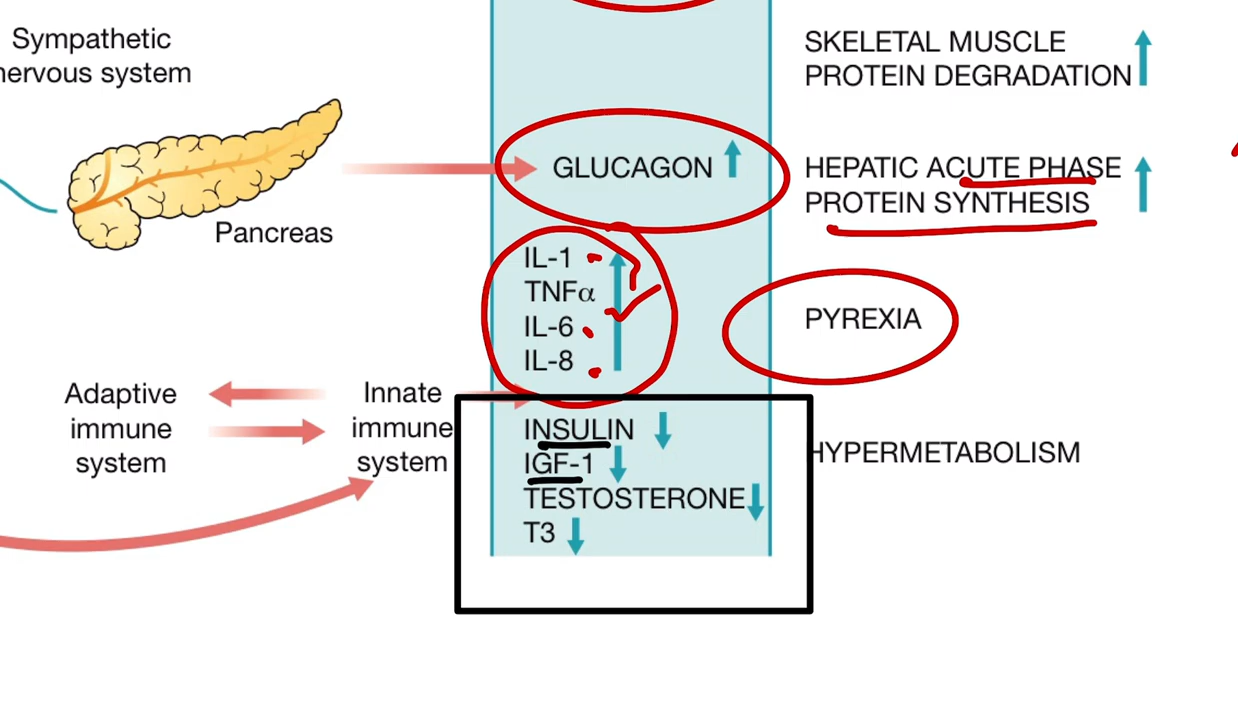 Sympathetic
nervous system
Pancreas
Adaptive
immune
system
Innate
immune
system
GLUCAGON
IL-1
TNFα
IL-6
IL-8
INSULIN
IGF-1
TESTOSTERONE
T3
SKELETAL MUSCLE
PROTEIN DEGRADATION
HEPATIC ACUTE PHASE
PROTEIN SYNTHESIS
PYREXIA
HYPERMETABOLISM